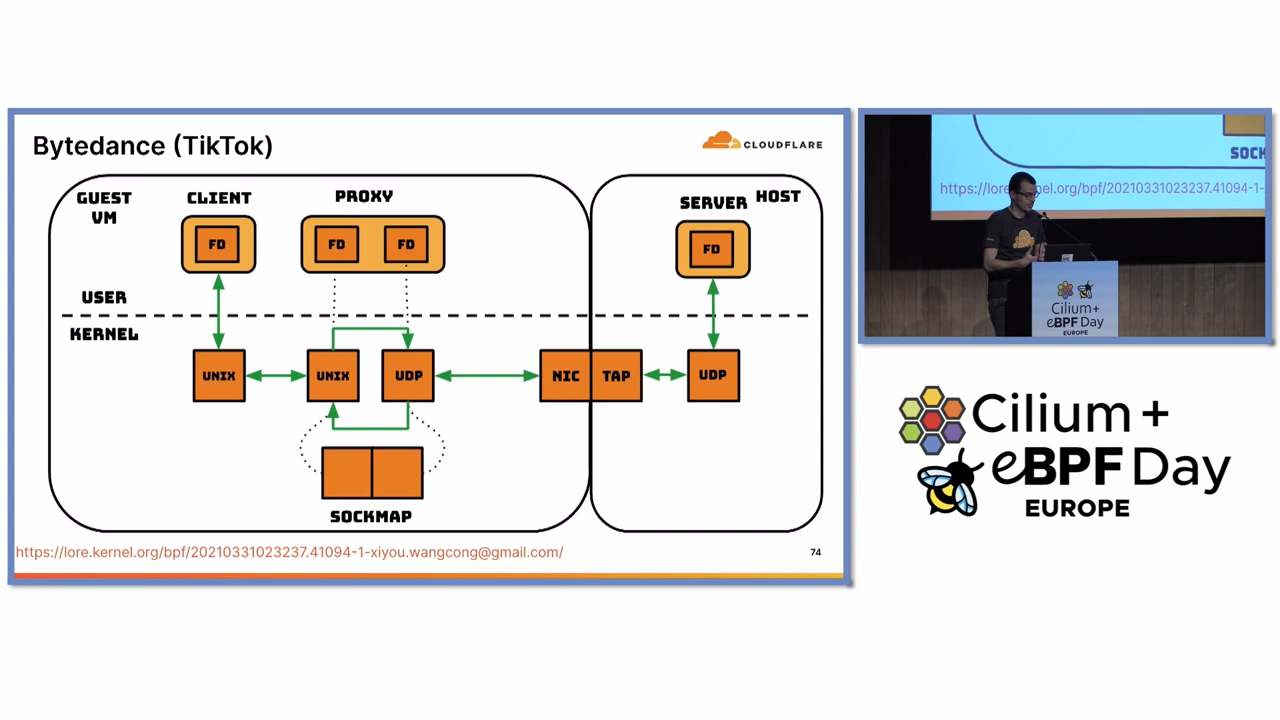 Bytedance (TikTok)
CLOUDFLARE
GUEST
VM
CLIENT
PROXY
SERVER
HOST
FD
FD
FD
FD
USER
KERNEL
UNIX
UNIX
UDP
NIC
TAP
UDP
SOCKMAP
https://lore.kernel.org/bpf/20210331023237.41094-1-xiyou.wangcong@gmail.com/
74
SOCK
https://lore.kernel.org/bpf/20210331023237.41094-1-
Cilium+
eBPF Day
EUROPE
Cilium +
eBPF Day
EUROPE